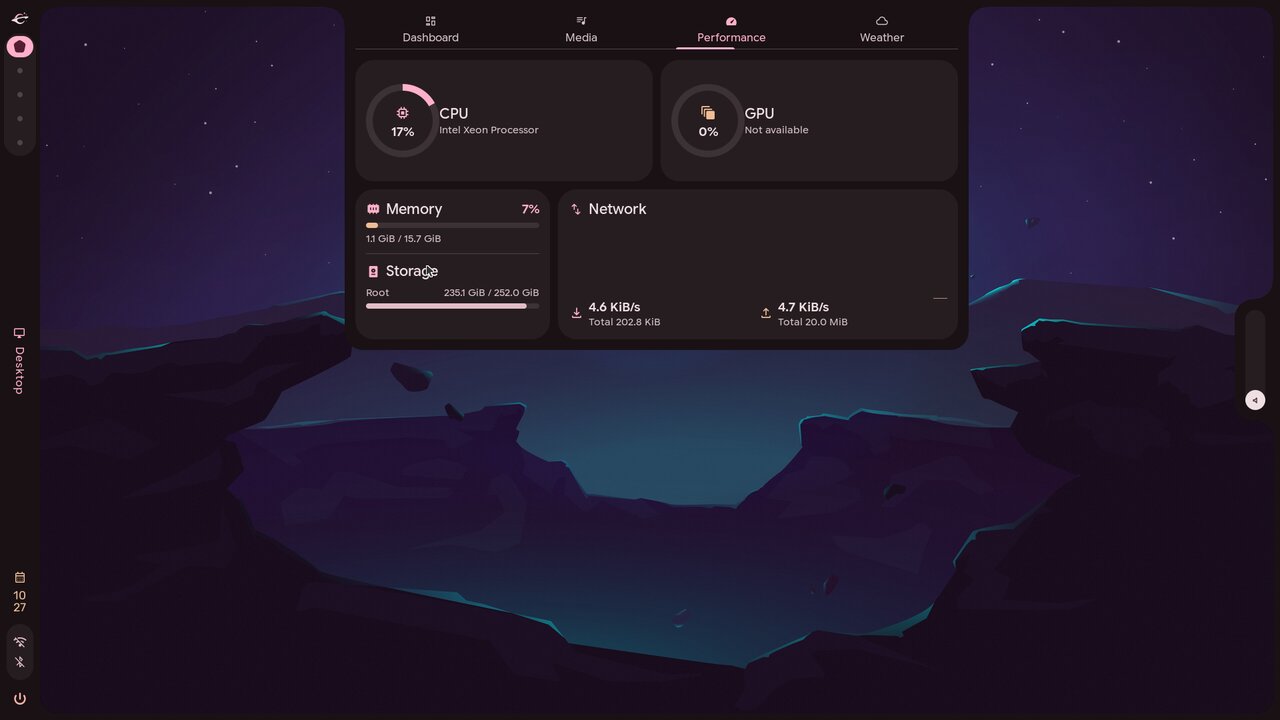 Dashboard
Media
Performance
Weather
17%
CPU
Intel Xeon Processor
0%
GPU
Not available
Memory
7%
1.1 GiB / 15.7 GiB
Storage
Root
235.1 GiB / 252.0 GiB
Network
4.6 KiB/s
Total 202.8 KiB
4.7 KiB/s
Total 20.0 MiB
Desktop
10
27